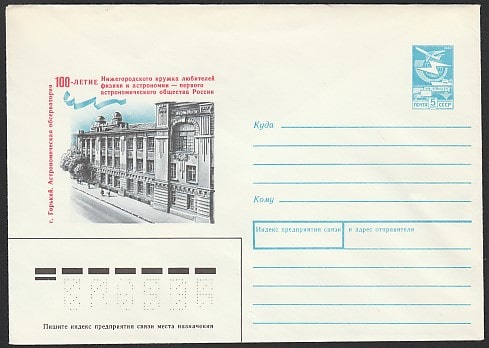 100-ЛЕТИЕ Нижегородского кружка любителей
физики и астрономии — первого
астрономического общества России
г. Горький. Астрономическая обсерватория
ПОЧТА 5 СССР
Куда
Кому
Индекс предприятия связи и адрес отправителя
Пишите индекс предприятия связи места назначения